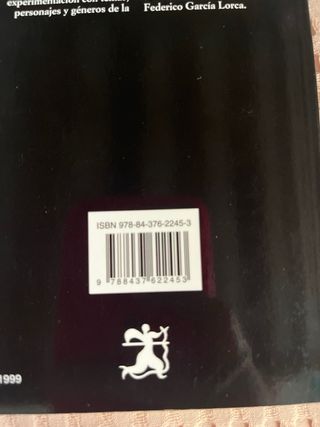 experimentación con temas,
personajes y géneros de la
Federico García Lorca.
ISBN 978-84-376-2245-3
9 788437 622453
1999